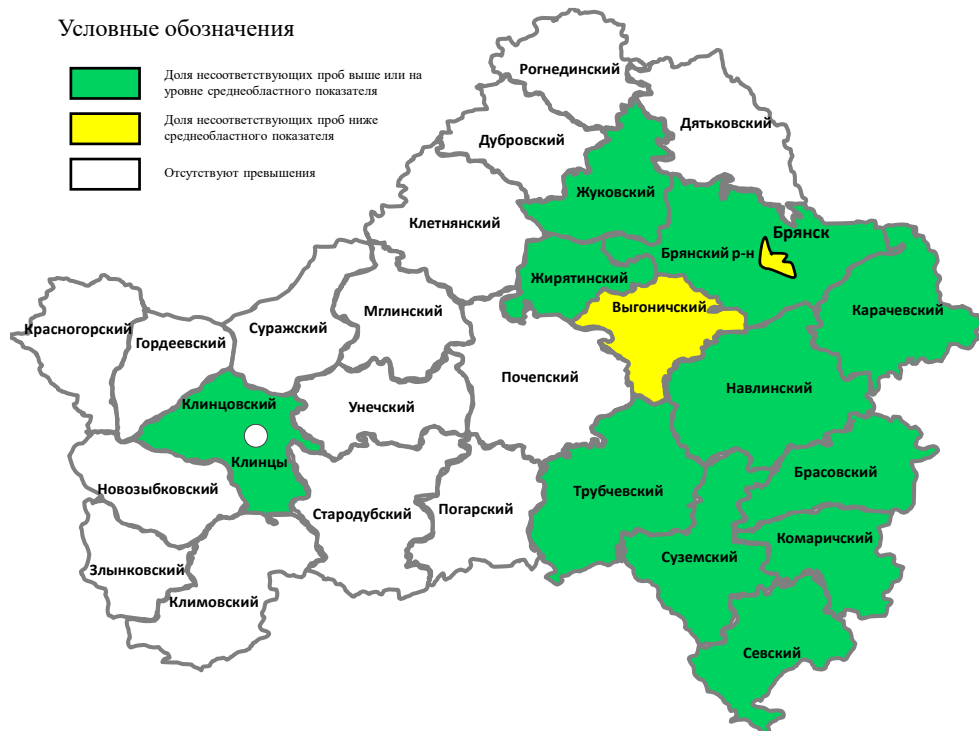 Условные обозначения
Доля несоответствующих проб выше или на
уровне среднеобластного показателя
Доля несоответствующих проб ниже
среднеобластного показателя
Отсутствуют превышения
Рогнединский
Дятьковский
Дубровский
Жуковский
Клетнянский
Брянск
Брянский р-н
Жирятинский
Выгоничский
Карачевский
Мглинский
Суражский
Красногорский
Гордеевский
Почепский
Навлинский
Клинцовский
Унечский
Клинцы
Брасовский
Новозыбковский
Трубчевский
Стародубский
Погарский
Комаричский
Суземский
Злынковский
Климовский
Севский